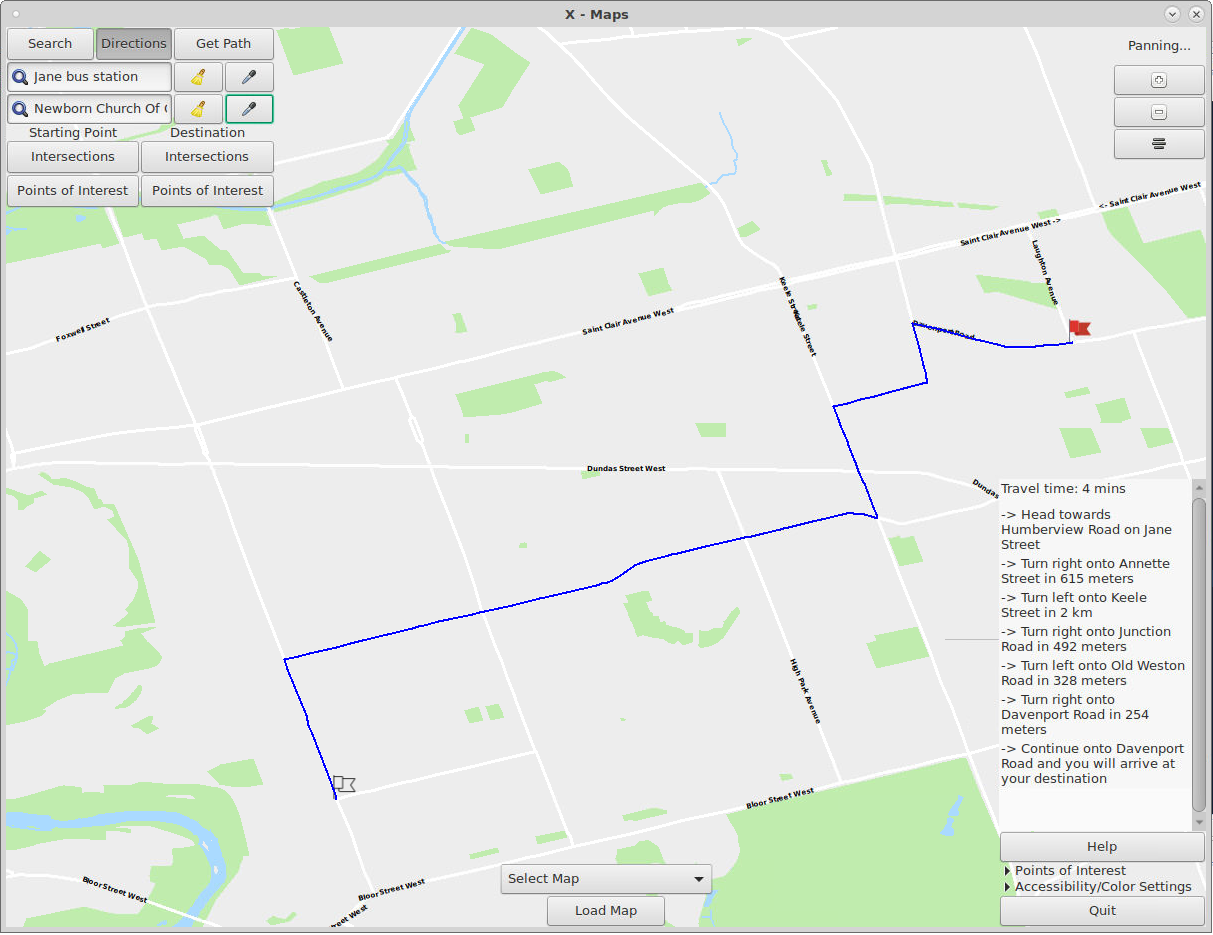 X - Maps
Search
Directions
Get Path
Panning...
Jane bus station
Newborn Church Of
Starting Point
Destination
Intersections
Intersections
Points of Interest
Points of Interest
<- Saint Clair Avenue West
Saint Clair Avenue West ->
Laughton Avenue
Castleton Avenue
Keele Street
Keele Street
Foxwell Street
Saint Clair Avenue West
Davenport Road
Dundas Street West
Dundas
High Park Avenue
Bloor Street West
Bloor Street West
Bloor Street West
reet West
Travel time: 4 mins
-> Head towards
Humberview Road on Jane
Street
-> Turn right onto Annette
Street in 615 meters
-> Turn left onto Keele
Street in 2 km
-> Turn right onto Junction
Road in 492 meters
-> Turn left onto Old Weston
Road in 328 meters
-> Turn right onto
Davenport Road in 254
meters
-> Continue onto Davenport
Road and you will arrive at
your destination
Help
Points of Interest
Accessibility/Color Settings
Quit
Select Map
Load Map